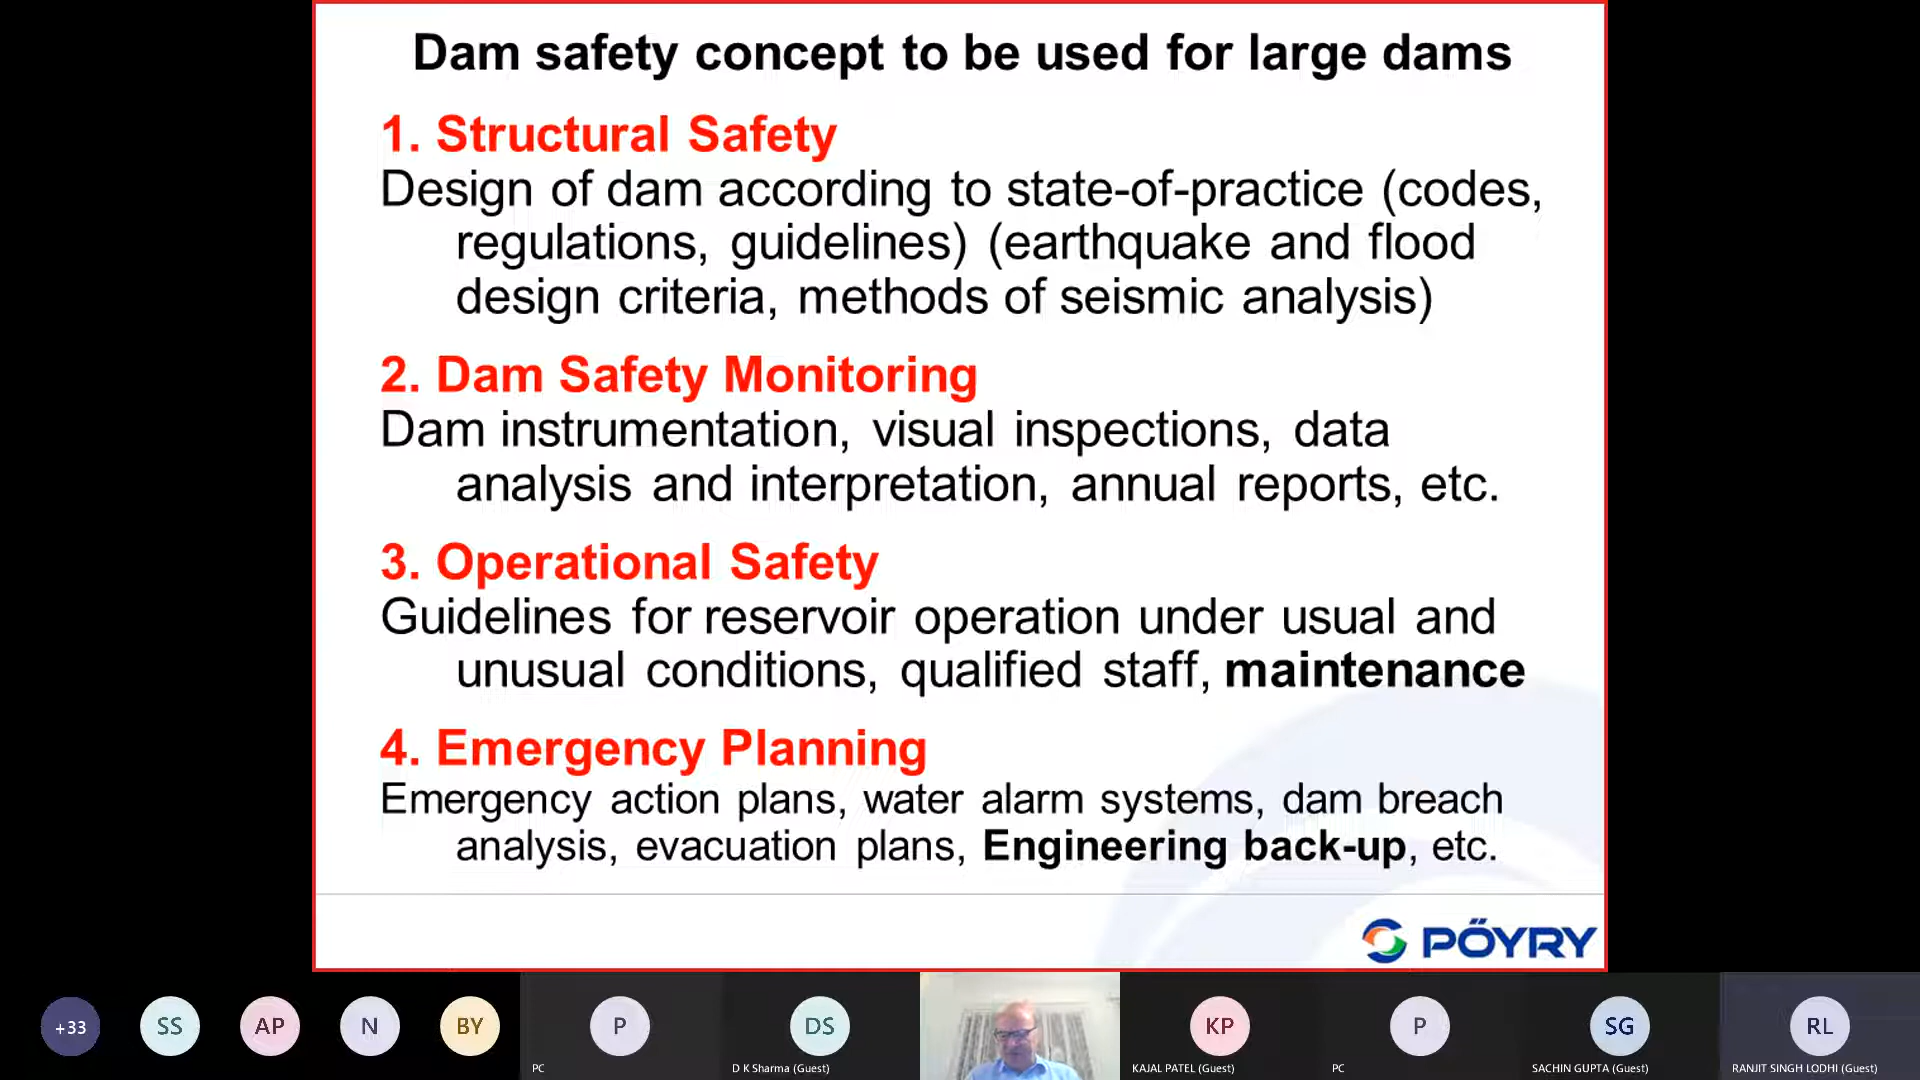 Dam safety concept to be used for large dams
1. Structural Safety
Design of dam according to state-of-practice (codes,
regulations, guidelines) (earthquake and flood
design criteria, methods of seismic analysis)
2. Dam Safety Monitoring
Dam instrumentation, visual inspections, data
analysis and interpretation, annual reports, etc.
3. Operational Safety
Guidelines for reservoir operation under usual and
unusual conditions, qualified staff, maintenance
4. Emergency Planning
Emergency action plans, water alarm systems, dam breach
analysis, evacuation plans, Engineering back-up, etc.
PÖYRY
+33 SS AP N BY P DS KP P SG RL
PC D K Sharma (Guest) KAJAL PATEL (Guest) PC SACHIN GUPTA (Guest) RANJIT SINGH LODHI (Guest)